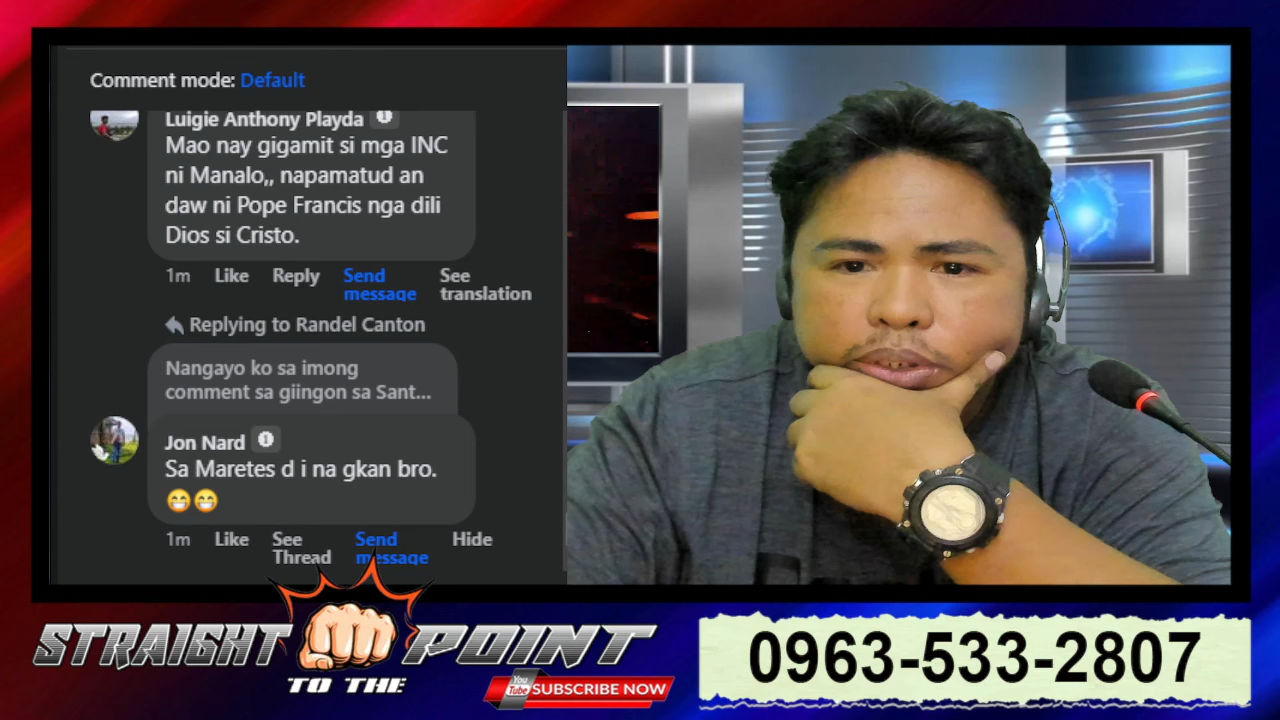 Comment mode: Default
Luigie Anthony Playda
Mao nay gigamit si mga INC
ni Manalo,, napamatud an
daw ni Pope Francis nga dili
Dios si Cristo.
1m Like Reply Send message See translation
Replying to Randel Canton
Nangayo ko sa imong
comment sa giingon sa Sant...
Jon Nard
Sa Maretes d i na gkan bro.
1m Like See Thread Send message Hide
STRAIGHT
TO THE
POINT
You Tube SUBSCRIBE NOW
0963-533-2807